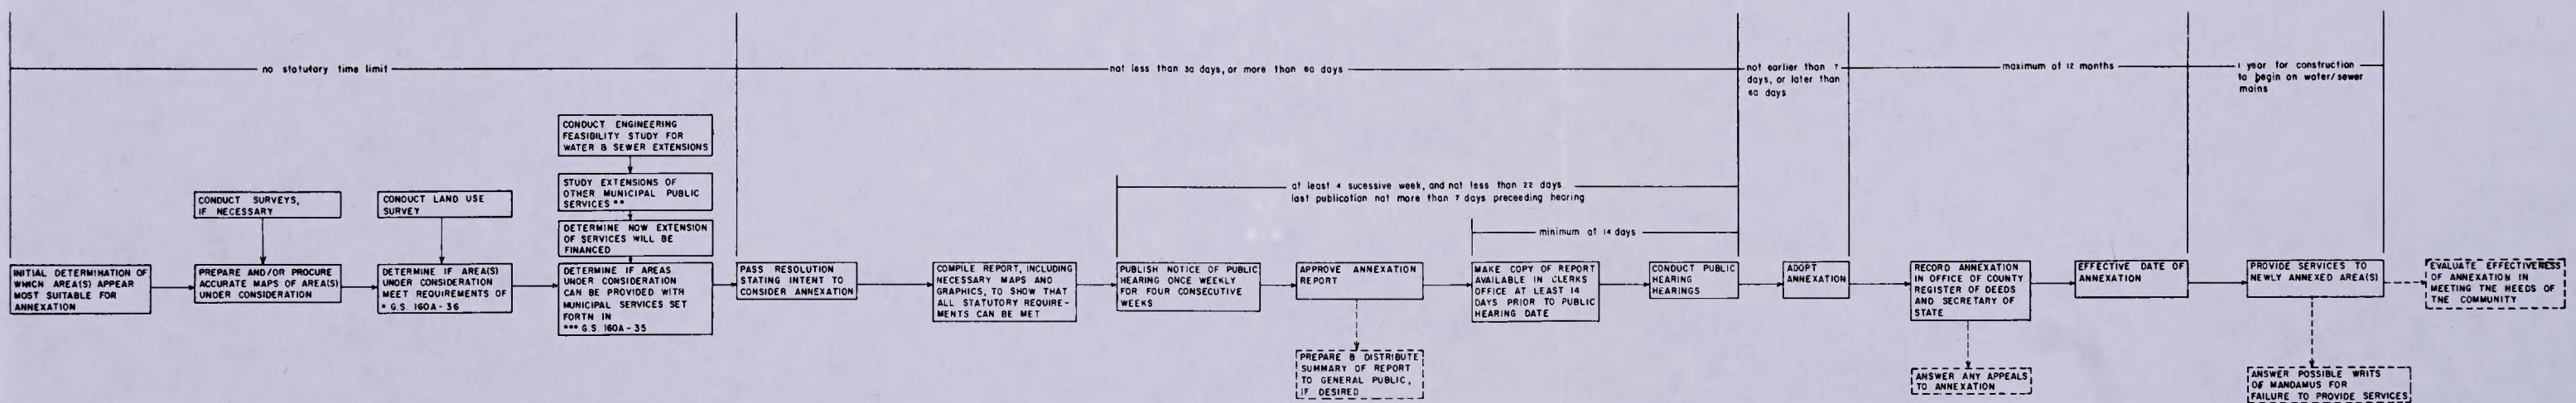 no statutory time limit
not less than 30 days, or more than 60 days
not earlier than 7
days, or later than
60 days
maximum of 12 months
1 year for construction
to begin on water/sewer
mains
CONDUCT ENGINEERING
FEASIBILITY STUDY FOR
WATER & SEWER EXTENSIONS
STUDY EXTENSIONS OF
OTHER MUNICIPAL PUBLIC
SERVICES **
DETERMINE NOW EXTENSION
OF SERVICES WILL BE
FINANCED
CONDUCT SURVEYS,
IF NECESSARY
CONDUCT LAND USE
SURVEY
at least 4 sucessive week, and not less than 22 days
last publication not more than 7 days preceeding hearing
minimum of 14 days
INITIAL DETERMINATION OF
WHICH AREA(S) APPEAR
MOST SUITABLE FOR
ANNEXATION
PREPARE AND/OR PROCURE
ACCURATE MAPS OF AREA(S)
UNDER CONSIDERATION
DETERMINE IF AREA(S)
UNDER CONSIDERATION
MEET REQUIREMENTS OF
* G.S. 160A-36
DETERMINE IF AREAS
UNDER CONSIDERATION
CAN BE PROVIDED WITH
MUNICIPAL SERVICES SET
FORTN IN
*** G.S. 160A-35
PASS RESOLUTION
STATING INTENT TO
CONSIDER ANNEXATION
COMPILE REPORT, INCLUDING
NECESSARY MAPS AND
GRAPHICS, TO SHOW THAT
ALL STATUTORY REQUIRE-
MENTS CAN BE MET
PUBLISH NOTICE OF PUBLIC
HEARING ONCE WEEKLY
FOR FOUR CONSECUTIVE
WEEKS
APPROVE ANNEXATION
REPORT
MAKE COPY OF REPORT
AVAILABLE IN CLERKS
OFFICE AT LEAST 14
DAYS PRIOR TO PUBLIC
HEARING DATE
CONDUCT PUBLIC
HEARINGS
ADOPT
ANNEXATION
RECORD ANNEXATION
IN OFFICE OF COUNTY
REGISTER OF DEEDS
AND SECRETARY OF
STATE
EFFECTIVE DATE OF
ANNEXATION
PROVIDE SERVICES TO
NEWLY ANNEXED AREA(S)
EVALUATE EFFECTIVENESS
OF ANNEXATION IN
MEETING THE NEEDS OF
THE COMMUNITY
PREPARE & DISTRIBUTE
SUMMARY OF REPORT
TO GENERAL PUBLIC,
IF DESIRED
ANSWER ANY APPEALS
TO ANNEXATION
ANSWER POSSIBLE WRITS
OF MANDAMUS FOR
FAILURE TO PROVIDE SERVICES